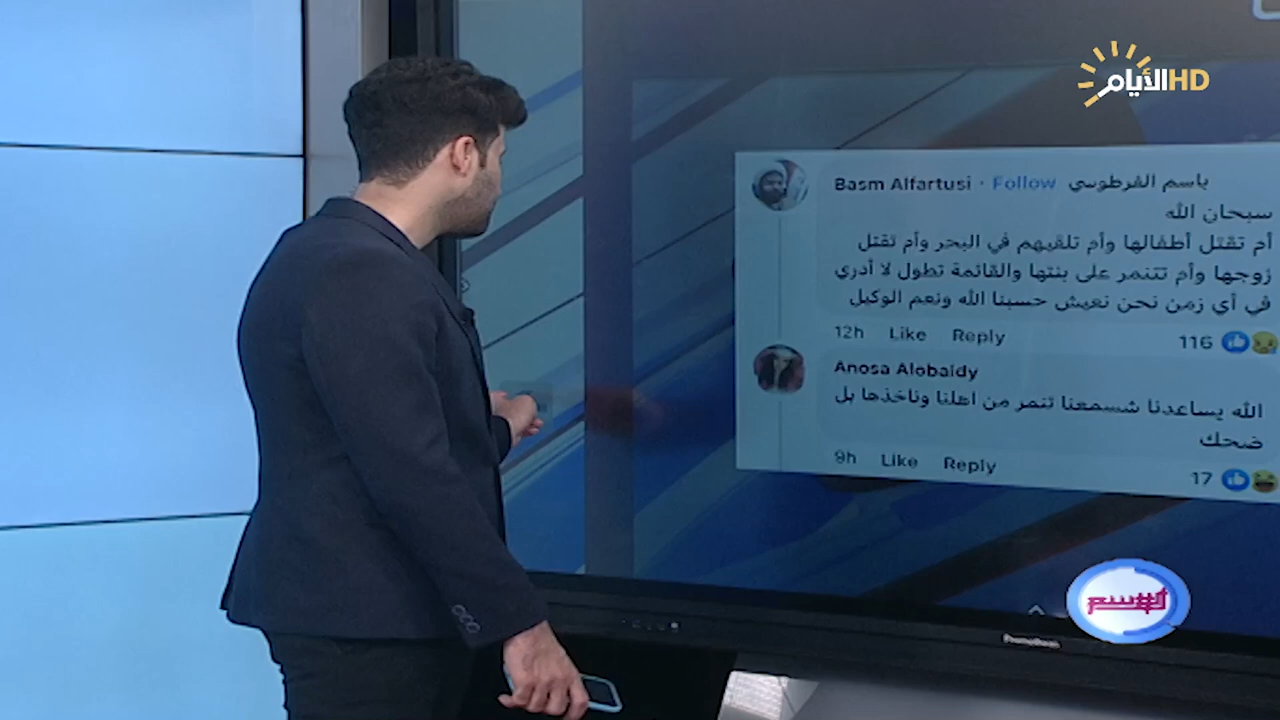 الأيام HD
Basm Alfartusi · Follow باسم الفرطوسي
سبحان الله
أم تقتل أطفالها وأم تلقيهم في البحر وأم تقتل
زوجها وأم تتنمر على بنتها والقائمة تطول لا أدري
في أي زمن نحن نعيش حسبنا الله ونعم الوكيل
12h Like Reply 116
Anosa Alobaidy
الله يساعدنا شسمعنا تنمر من اهلنا وناخذها بل
ضحك
9h Like Reply 17
Promethean